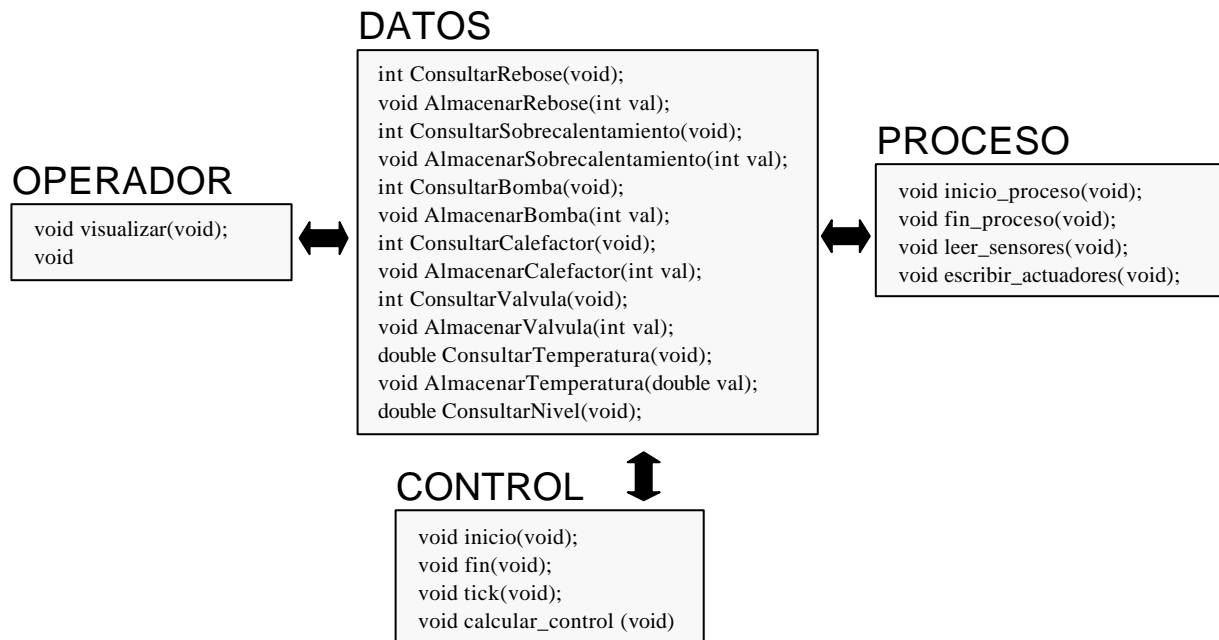 DATOS
int ConsultarRebose(void);
void AlmacenarRebose(int val);
int ConsultarSobrecalentamiento(void);
void AlmacenarSobrecalentamiento(int val);
int ConsultarBomba(void);
void AlmacenarBomba(int val);
int ConsultarCalefactor(void);
void AlmacenarCalefactor(int val);
int ConsultarValvula(void);
void AlmacenarValvula(int val);
double ConsultarTemperatura(void);
void AlmacenarTemperatura(double val);
double ConsultarNivel(void);
OPERADOR
void visualizar(void);
void
PROCESO
void inicio_proceso(void);
void fin_proceso(void);
void leer_sensores(void);
void escribir_actuadores(void);
CONTROL
void inicio(void);
void fin(void);
void tick(void);
void calcular_control (void)